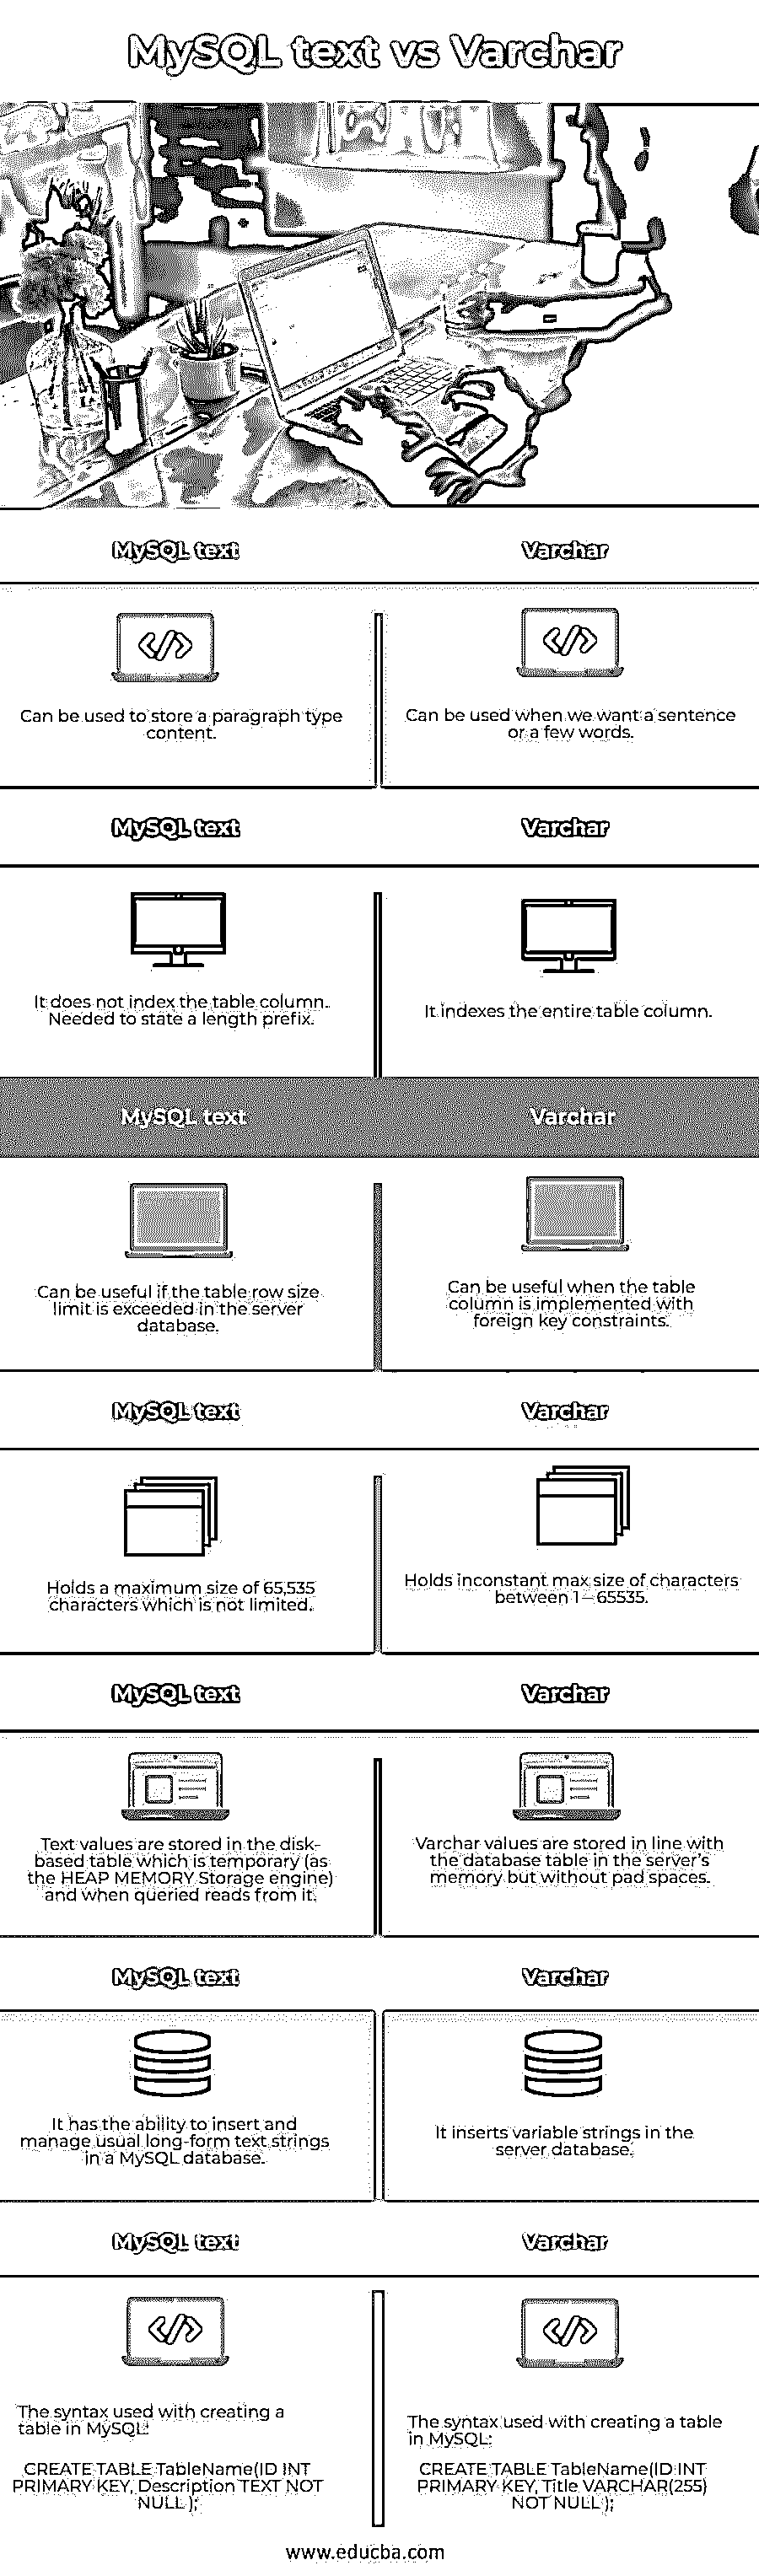 MySQL text vs Varchar
MySQL text
Varchar
Can be used to store a paragraph type
content.
Can be used when we want a sentence
or a few words.
MySQL text
Varchar
It does not index the table column.
Needed to state a length prefix.
It indexes the entire table column.
MySQL text
Varchar
Can be useful if the table row size
limit is exceeded in the server
database.
Can be useful when the table
column is implemented with
foreign key constraints.
MySQL text
Varchar
Holds a maximum size of 65,535
characters which is not limited.
Holds inconstant max size of characters
between 1 – 65535.
MySQL text
Varchar
Text values are stored in the disk-
based table which is temporary (as
the HEAP MEMORY Storage engine)
and when queried reads from it.
Varchar values are stored in line with
the database table in the server's
memory but without pad spaces.
MySQL text
Varchar
It has the ability to insert and
manage usual long-form text strings
in a MySQL database.
It inserts variable strings in the
server database.
MySQL text
Varchar
The syntax used with creating a
table in MySQL:
CREATE TABLE TableName(ID INT
PRIMARY KEY, Description TEXT NOT
NULL );
The syntax used with creating a table
in MySQL:
CREATE TABLE TableName(ID INT
PRIMARY KEY, Title VARCHAR(255)
NOT NULL );
www.educba.com